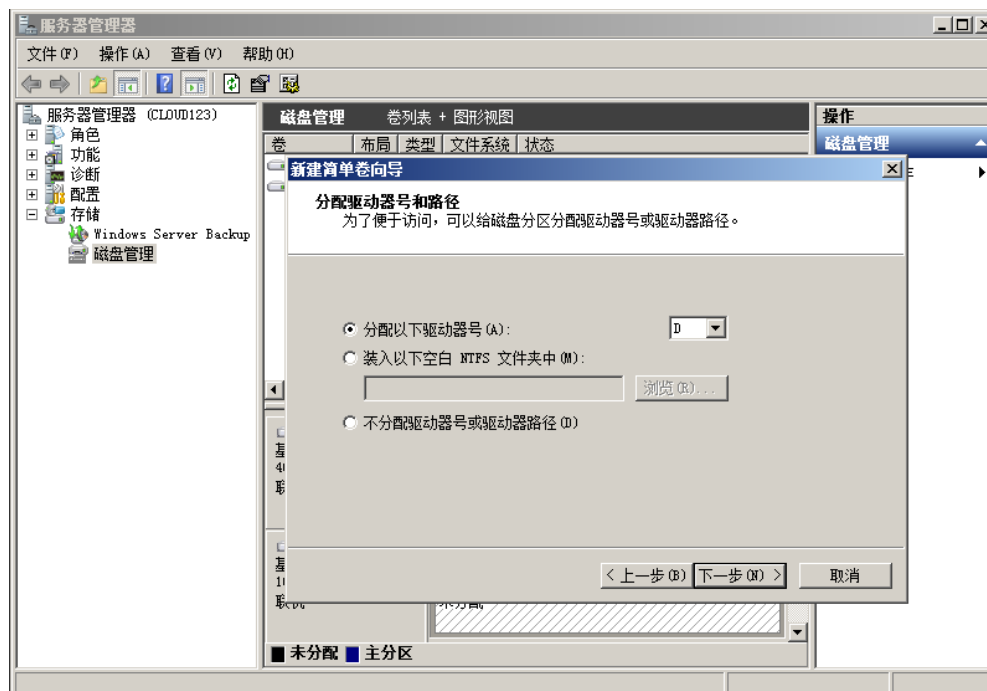 服务器管理器
文件(F) 操作(A) 查看(V) 帮助(H)
服务器管理器 (CLOUD123)
角色
功能
诊断
配置
存储
Windows Server Backup
磁盘管理
磁盘管理 卷列表 + 图形视图
卷 布局 类型 文件系统 状态
操作
磁盘管理
新建简单卷向导
分配驱动器号和路径
为了便于访问，可以给磁盘分区分配驱动器号或驱动器路径。
分配以下驱动器号(A): D
装入以下空白 NTFS 文件夹中(M):
浏览(R)...
不分配驱动器号或驱动器路径(D)
< 上一步(B) 下一步(N) > 取消
未分配 主分区